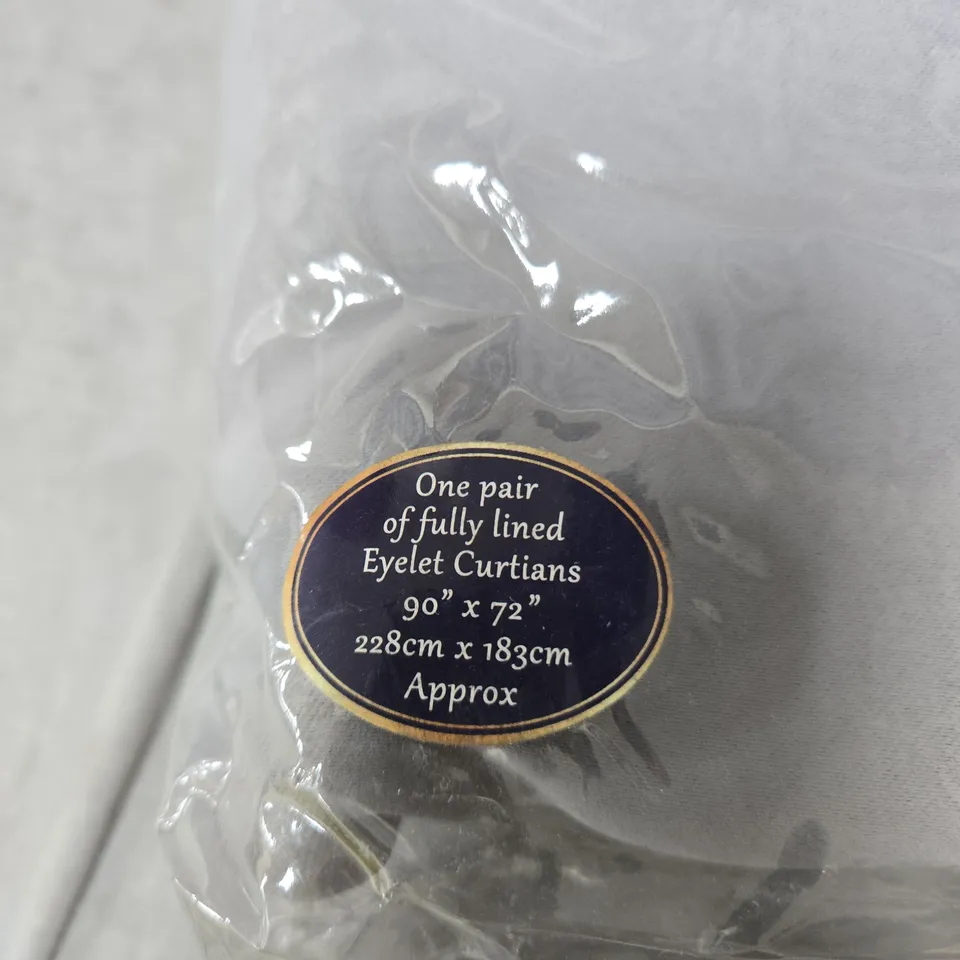 One pair
of fully lined
Eyelet Curtians
90” x 72”
228cm x 183cm
Approx